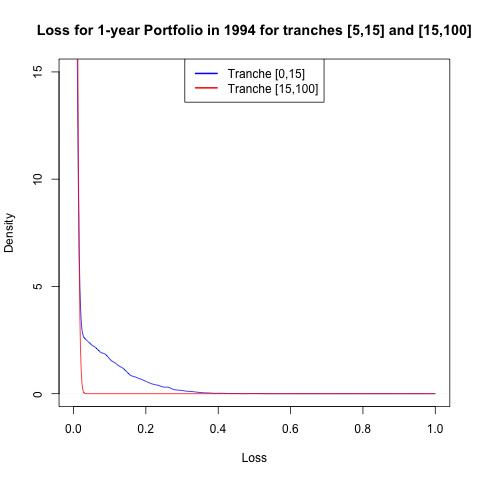 Loss for 1-year Portfolio in 1994 for tranches [5,15] and [15,100]
Tranche [0,15]
Tranche [15,100]
Density
15
10
5
0
0.0 0.2 0.4 0.6 0.8 1.0
Loss